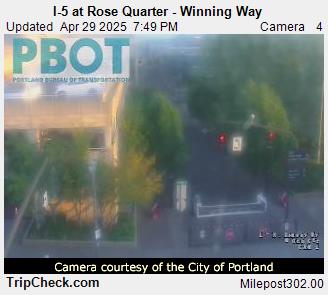 I-5 at Rose Quarter - Winning Way
Updated Apr 29 2025 7:49 PM Camera 4
PBOT
PORTLAND BUREAU OF TRANSPORTATION
Camera courtesy of the City of Portland
TripCheck.com Milepost302.00